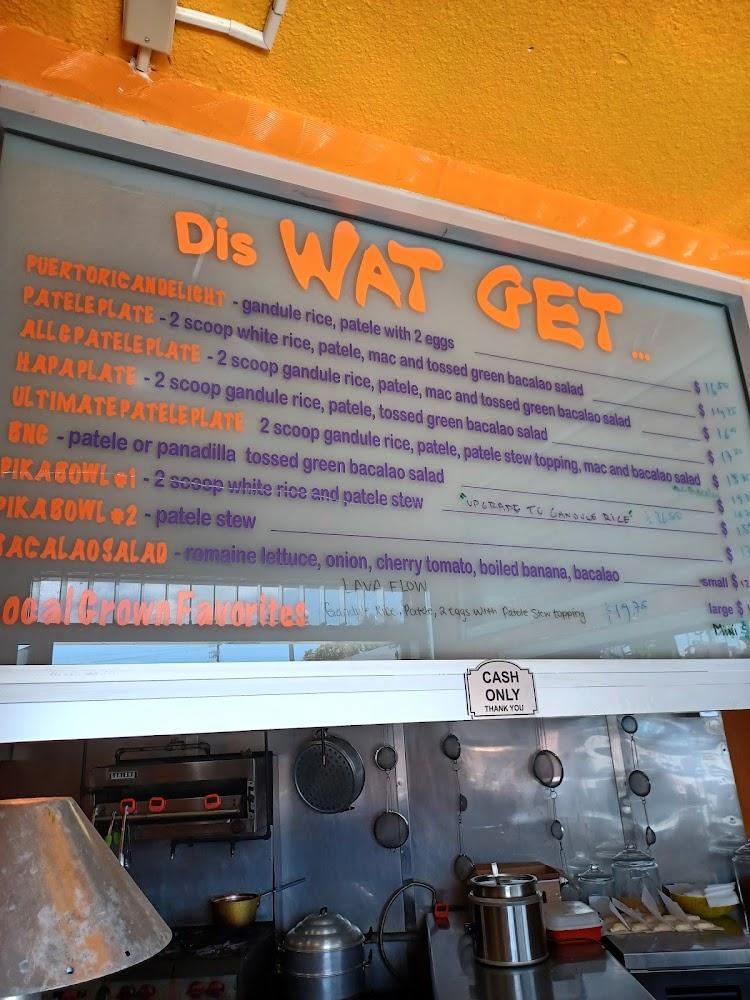 Dis WAT GET...
PUERTORICANDELIGHT - gandule rice, patele with 2 eggs $
PATELEPLATE - 2 scoop white rice, patele, mac and tossed green bacalao salad $
ALLGPATELEPLATE - 2 scoop gandule rice, patele, mac and tossed green bacalao salad $
HAPAPLATE - 2 scoop gandule rice, patele, tossed green bacalao salad $
ULTIMATEPATELEPLATE 2 scoop gandule rice, patele, patele stew topping, mac and bacalao salad $
BNG - patele or panadilla tossed green bacalao salad $
PIKABOWL #1 - 2 scoop white rice and patele stew "UPGRADE TO GANDULE RICE" $
PIKABOWL #2 - patele stew $
BACALAOSALAD - romaine lettuce, onion, cherry tomato, boiled banana, bacalao small $
large $
Mini $
LAVA FLOW
ocalGrownFavorites Gandule Rice, Patele, 2 eggs with Patele Stew topping $19.75
CASH
ONLY
THANK YOU